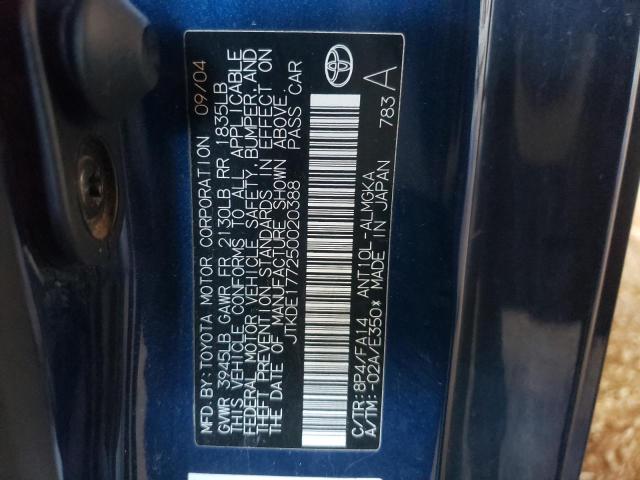 MFD.BY:TOYOTA MOTOR CORPORATION 09/04
GVWR 3945LB GAWR FR 2130LB RR 1835LB
THIS VEHICLE CONFORMS TO ALL APPLICABLE
FEDERAL MOTOR VEHICLE SAFETY, BUMPER, AND
THEFT PREVENTION STANDARDS IN EFFECT ON
THE DATE OF MANUFACTURE SHOWN ABOVE.
JTKDE177250020388 PASS CAR
C/TR:8P4/FA14 ANT10L-ALMGKA
A/TM:-02A/E350* MADE IN JAPAN 783 A